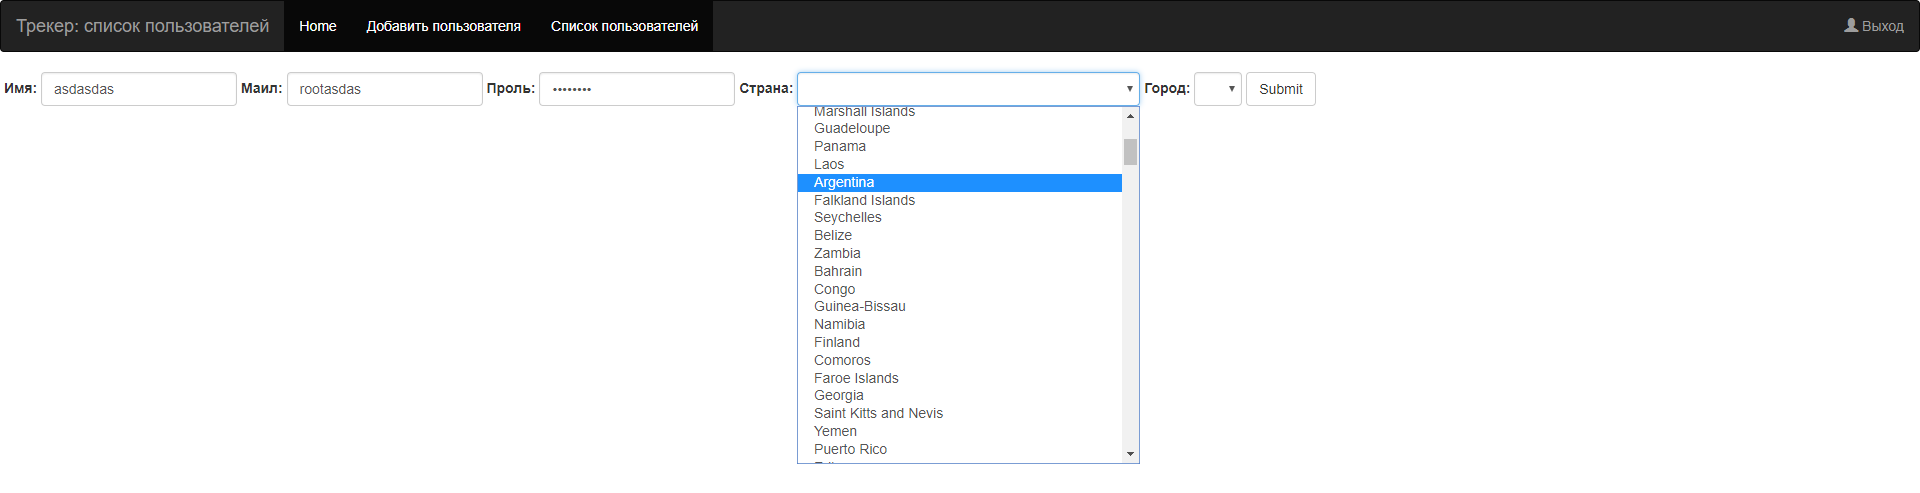 Трекер: список пользователей Home Добавить пользователя Список пользователей Выход
Имя: asdasdas Маил: rootasdas Проль: •••••••• Страна: Город: Submit
Marshall Islands
Guadeloupe
Panama
Laos
Argentina
Falkland Islands
Seychelles
Belize
Zambia
Bahrain
Congo
Guinea-Bissau
Namibia
Finland
Comoros
Faroe Islands
Georgia
Saint Kitts and Nevis
Yemen
Puerto Rico